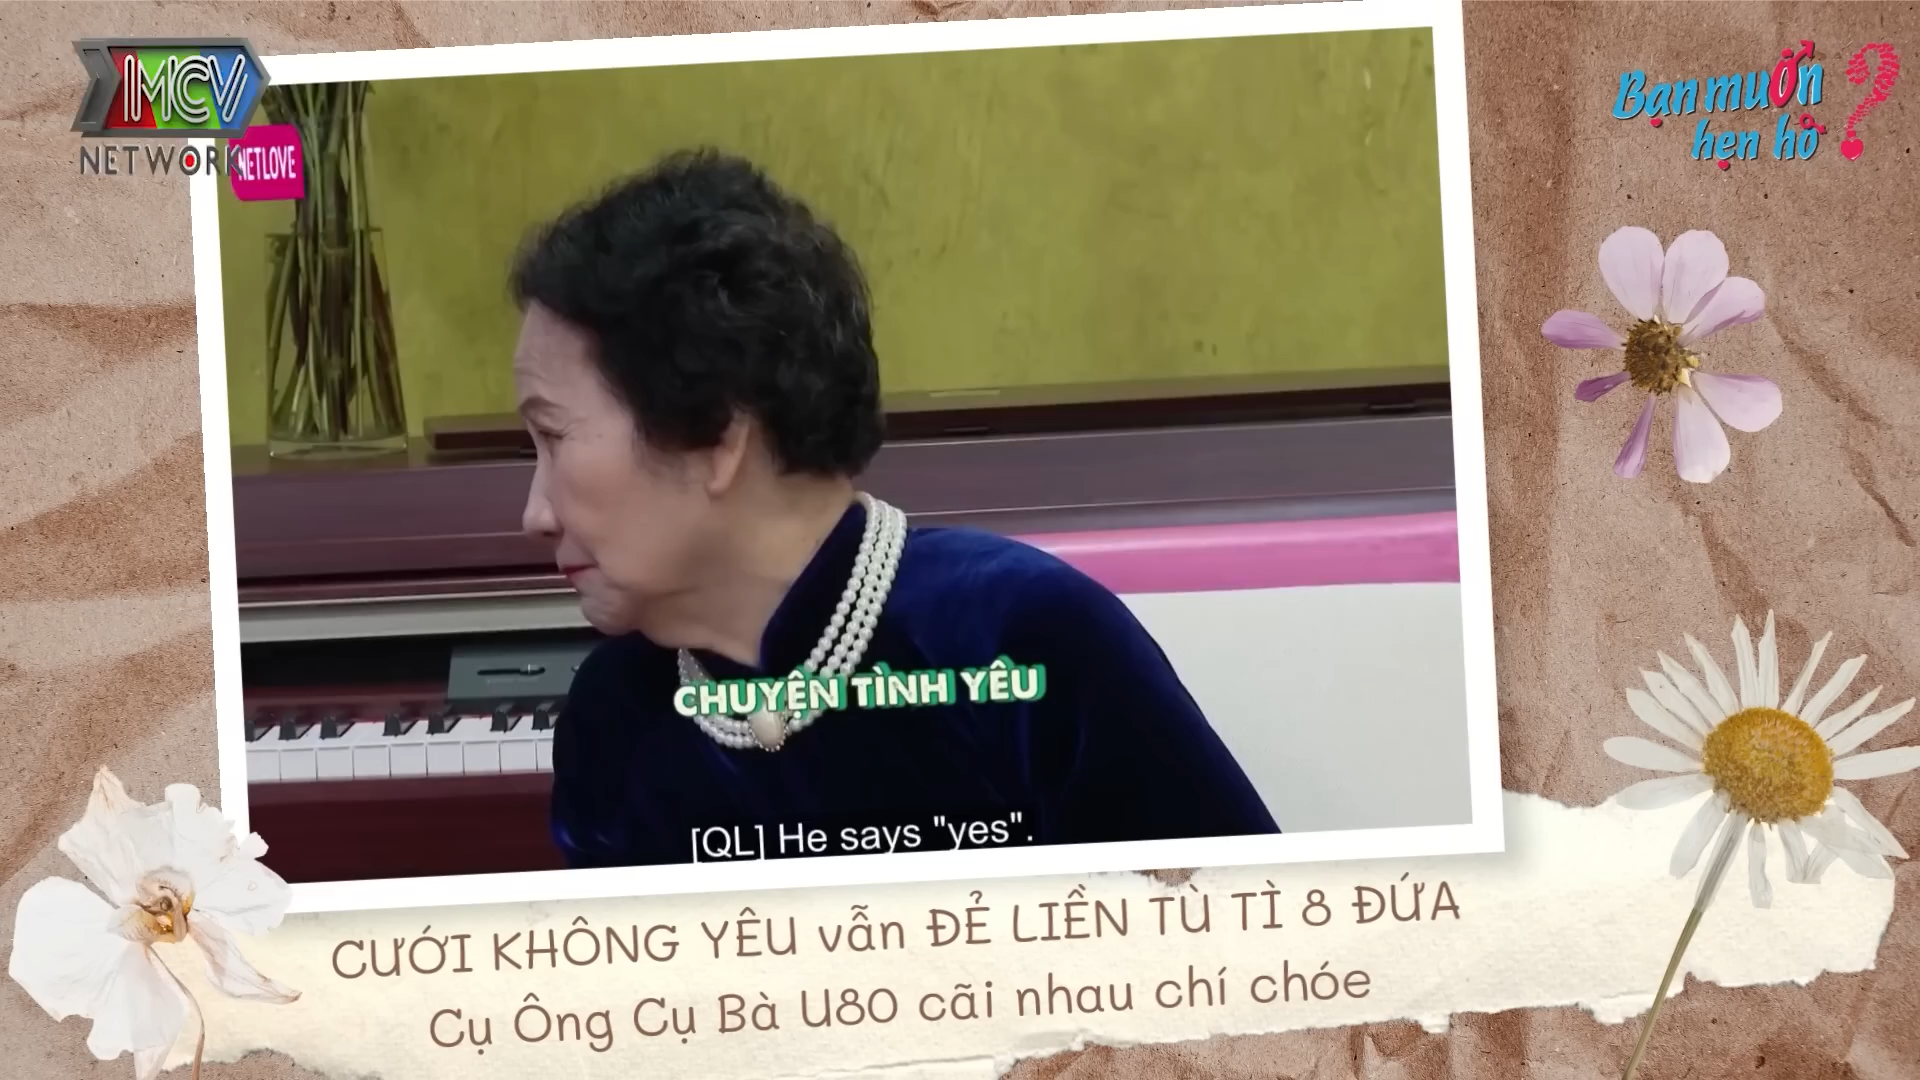 MCV
NETWORK
NETLOVE
Bạn muốn
hẹn hò ?
CHUYỆN TÌNH YÊU
[QL] He says "yes".
CƯỚI KHÔNG YÊU vẫn ĐẺ LIỀN TÙ TÌ 8 ĐỨA
Cụ Ông Cụ Bà U80 cãi nhau chí chóe